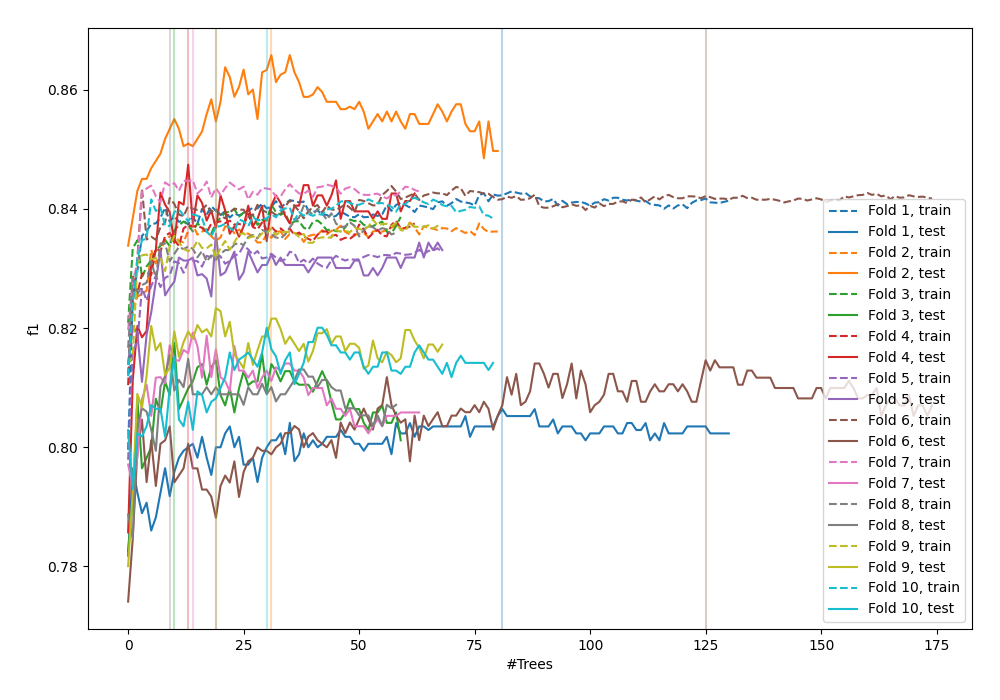 0.86
0.84
0.82
0.80
0.78
f1
0
25
50
75
100
125
150
175
#Trees
Fold 1, train
Fold 1, test
Fold 2, train
Fold 2, test
Fold 3, train
Fold 3, test
Fold 4, train
Fold 4, test
Fold 5, train
Fold 5, test
Fold 6, train
Fold 6, test
Fold 7, train
Fold 7, test
Fold 8, train
Fold 8, test
Fold 9, train
Fold 9, test
Fold 10, train
Fold 10, test